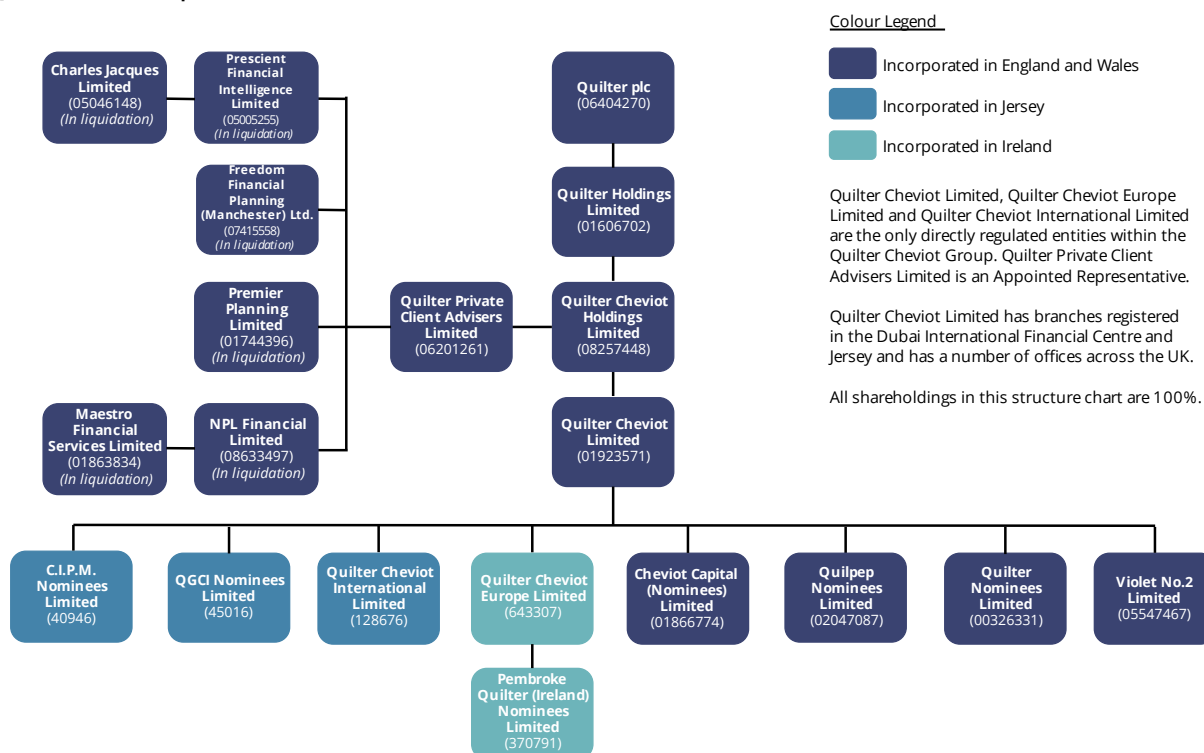 Colour Legend
Incorporated in England and Wales
Incorporated in Jersey
Incorporated in Ireland
Quilter Cheviot Limited, Quilter Cheviot Europe
Limited and Quilter Cheviot International Limited
are the only directly regulated entities within the
Quilter Cheviot Group. Quilter Private Client
Advisers Limited is an Appointed Representative.
Quilter Cheviot Limited has branches registered
in the Dubai International Financial Centre and
Jersey and has a number of offices across the UK.
All shareholdings in this structure chart are 100%.
Charles Jacques
Limited
(05046148)
(In liquidation)
Prescient
Financial
Intelligence
Limited
(05005255)
(In liquidation)
Quilter plc
(06404270)
Freedom
Financial
Planning
(Manchester) Ltd.
(07415558)
(In liquidation)
Quilter Holdings
Limited
(01606702)
Premier
Planning
Limited
(01744396)
(In liquidation)
Quilter Private
Client Advisers
Limited
(06201261)
Quilter Cheviot
Holdings
Limited
(08257448)
Maestro
Financial
Services Limited
(01863834)
(In liquidation)
NPL Financial
Limited
(08633497)
(In liquidation)
Quilter Cheviot
Limited
(01923571)
C.I.P.M.
Nominees
Limited
(40946)
QGCI Nominees
Limited
(45016)
Quilter Cheviot
International
Limited
(128676)
Quilter Cheviot
Europe Limited
(643307)
Cheviot Capital
(Nominees)
Limited
(01866774)
Quilpep
Nominees
Limited
(02047087)
Quilter
Nominees
Limited
(00326331)
Violet No.2
Limited
(05547467)
Pembroke
Quilter (Ireland)
Nominees
Limited
(370791)